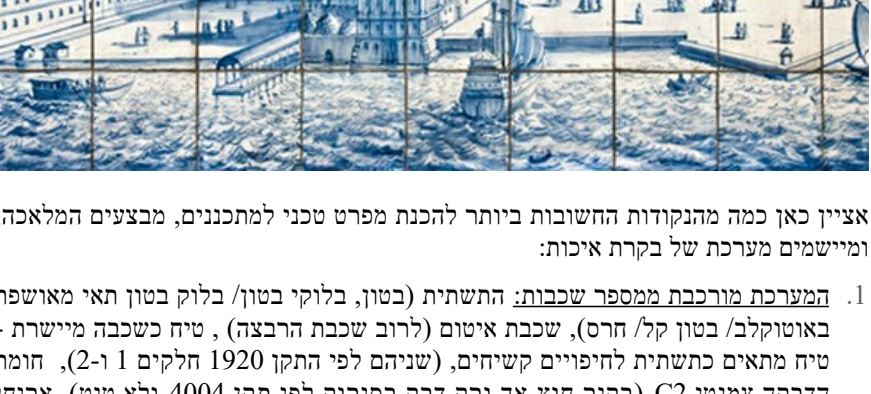 אציין כאן כמה מהנקודות החשובות ביותר להכנת מפרט טכני למתכננים, מבצעים המלאכה,
ומיישמים מערכת של בקרת איכות:
1. המערכת מורכבת ממספר שכבות: התשתית (בטון, בלוקי בטון/ בלוק בטון תאי מאושפר
באוטוקלב/ בטון קל/ חרס), שכבת איטום (לרוב שכבת הרבצה) , טיח כשכבה מיישרת -
טיח מתאים כתשתית לחיפויים קשיחים, (שניהם לפי התקן 1920 חלקים 1 ו-2),